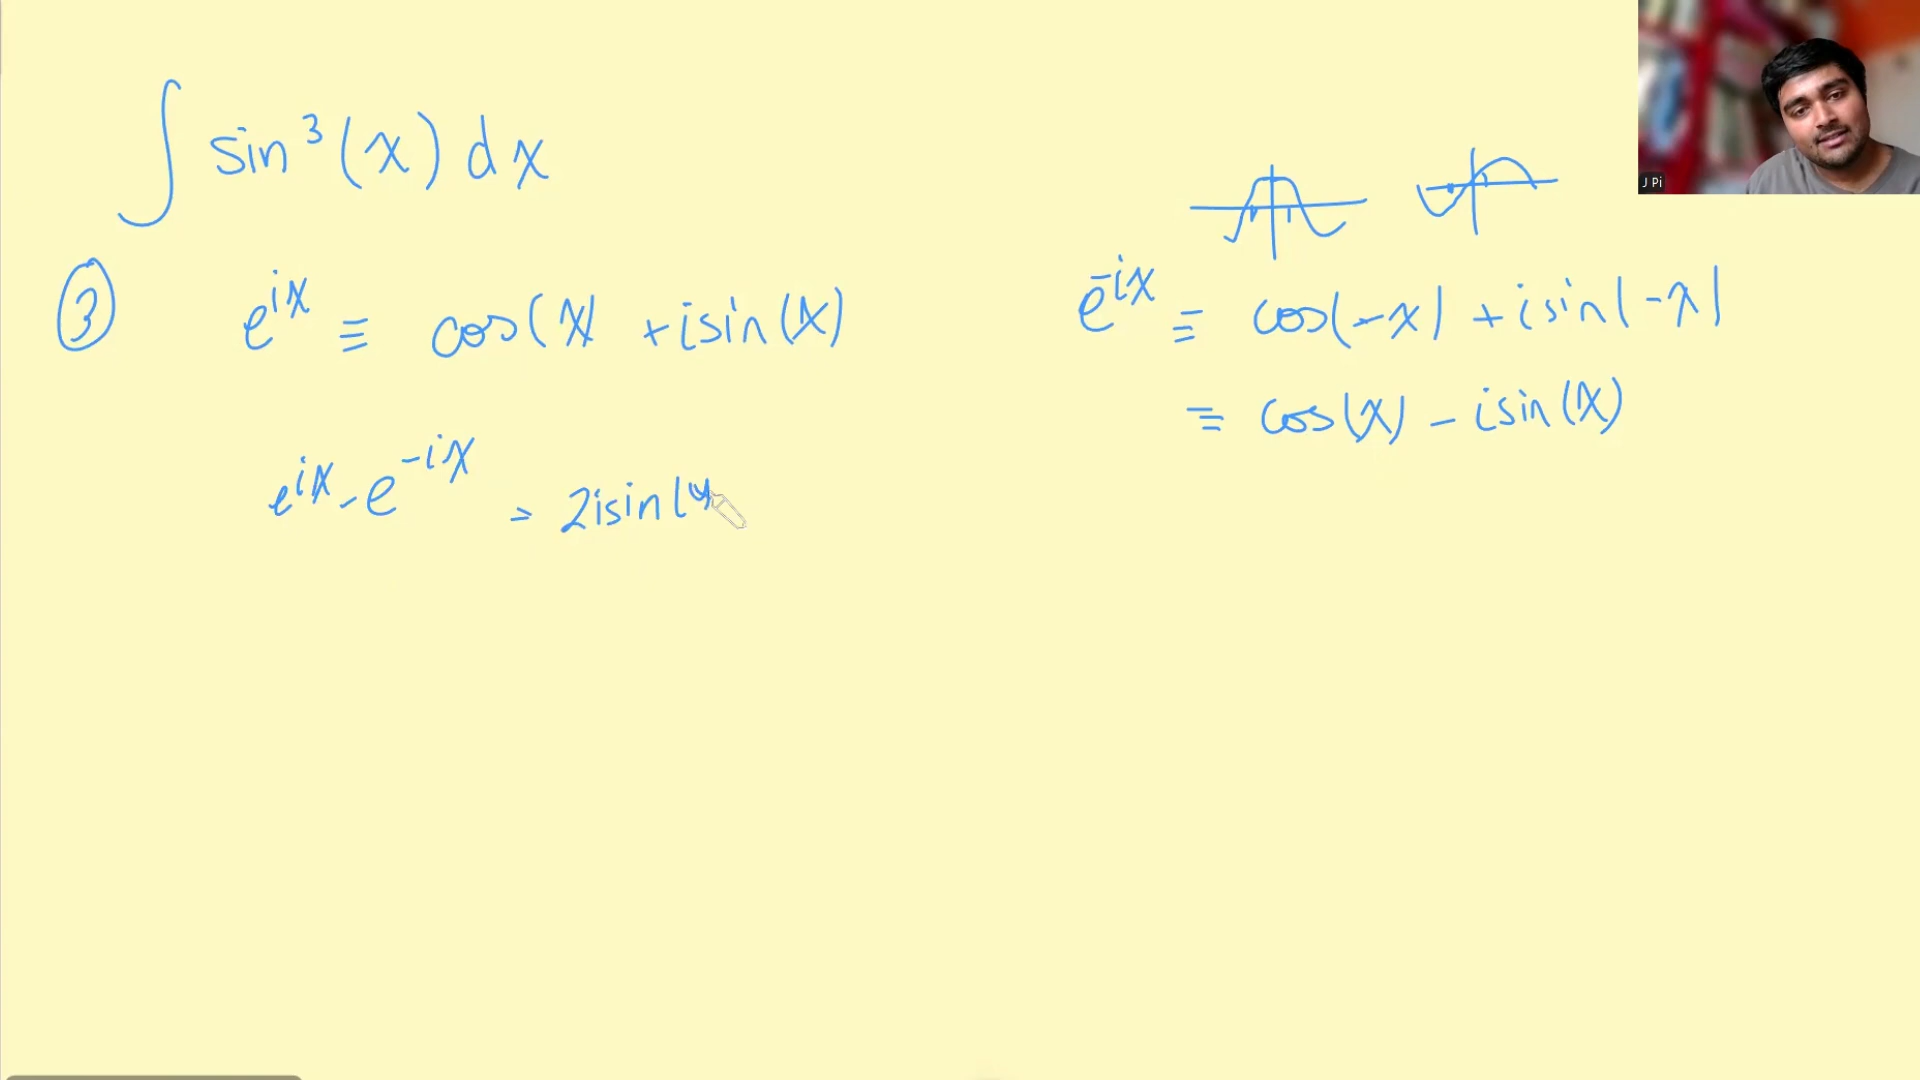 ∫ sin³(x) dx
③ e^{ix} ≡ cos(x) + isin(x)
e^{-ix} ≡ cos(-x) + isin(-x)
≡ cos(x) - isin(x)
e^{ix} - e^{-ix} = 2isin(
J Pi